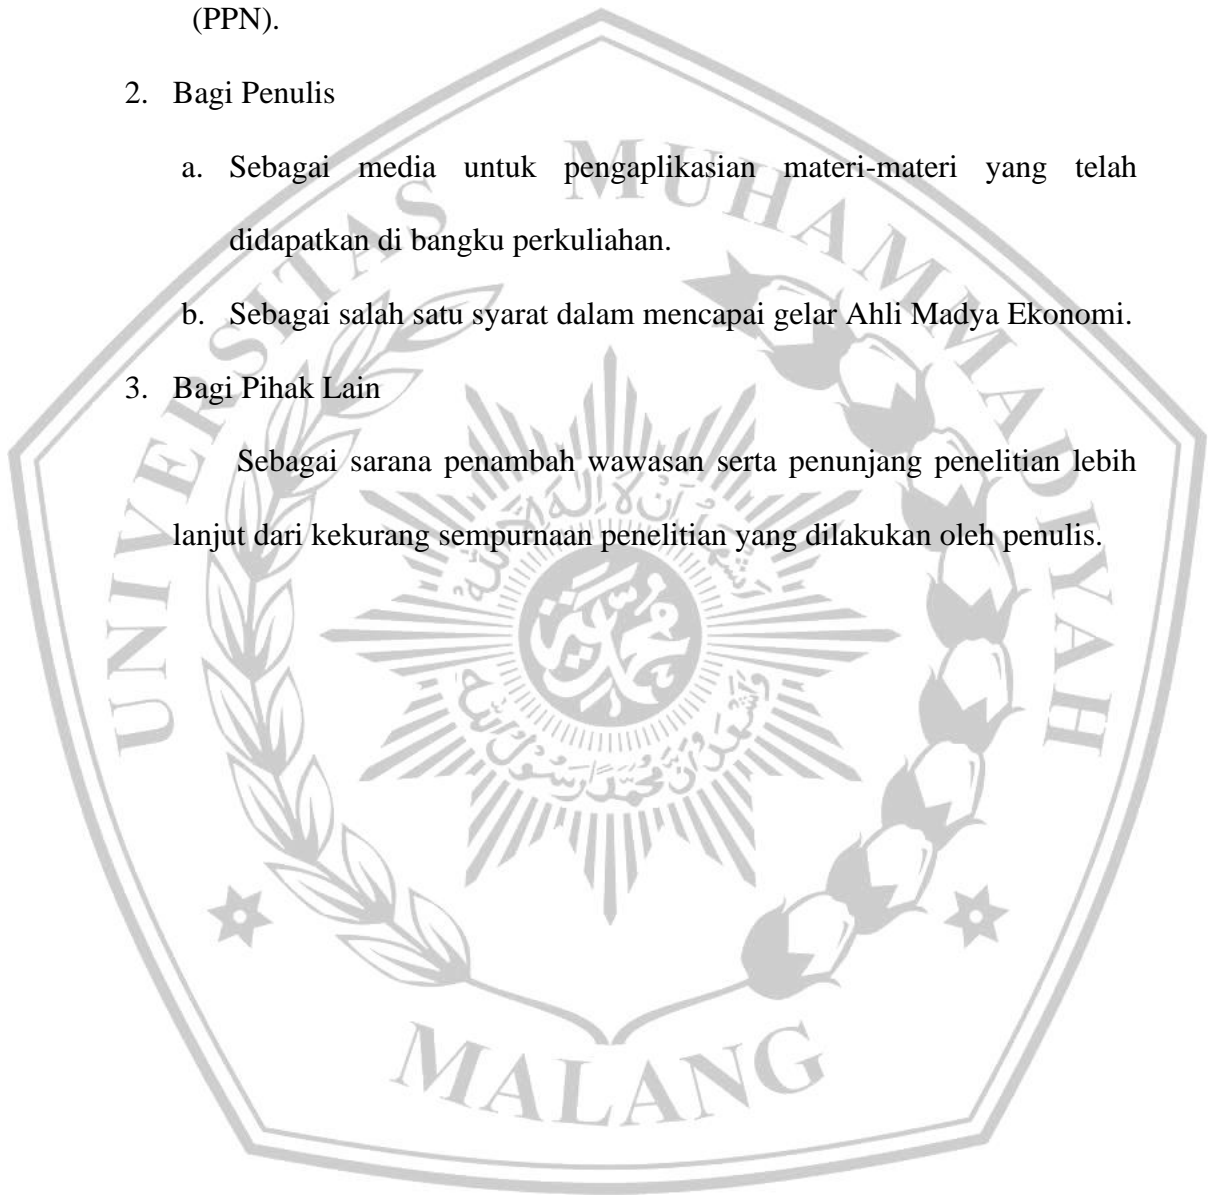 (PPN).
2. Bagi Penulis
a. Sebagai media untuk pengaplikasian materi-materi yang telah
didapatkan di bangku perkuliahan.
b. Sebagai salah satu syarat dalam mencapai gelar Ahli Madya Ekonomi.
3. Bagi Pihak Lain
Sebagai sarana penambah wawasan serta penunjang penelitian lebih
lanjut dari kekurang sempurnaan penelitian yang dilakukan oleh penulis.
UNIVERSITAS MUHAMMADIYAH
MALANG